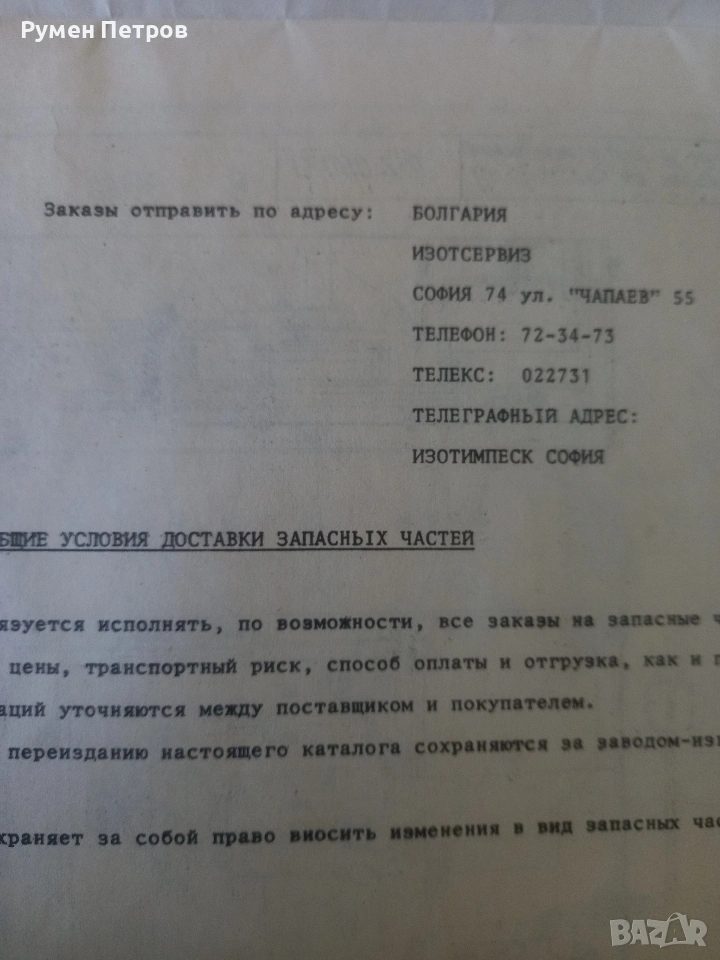 Румен Петров
Заказы отправить по адресу: БОЛГАРИЯ
ИЗОТСЕРВИЗ
СОФИЯ 74 ул. "ЧАПАЕВ" 55
ТЕЛЕФОН: 72-34-73
ТЕЛЕКС: 022731
ТЕЛЕГРАФНЫЙ АДРЕС:
ИЗОТИМПЕСК СОФИЯ
БЩИЕ УСЛОВИЯ ДОСТАВКИ ЗАПАСНЫХ ЧАСТЕЙ
язуется исполнять, по возможности, все заказы на запасные ч
цены, транспортный риск, способ оплаты и отгрузка, как и п
аций уточняются между поставщиком и покупателем.
переизданию настоящего каталога сохраняются за заводом-из
храняет за собой право вносить изменения в вид запасных час
BAZAR